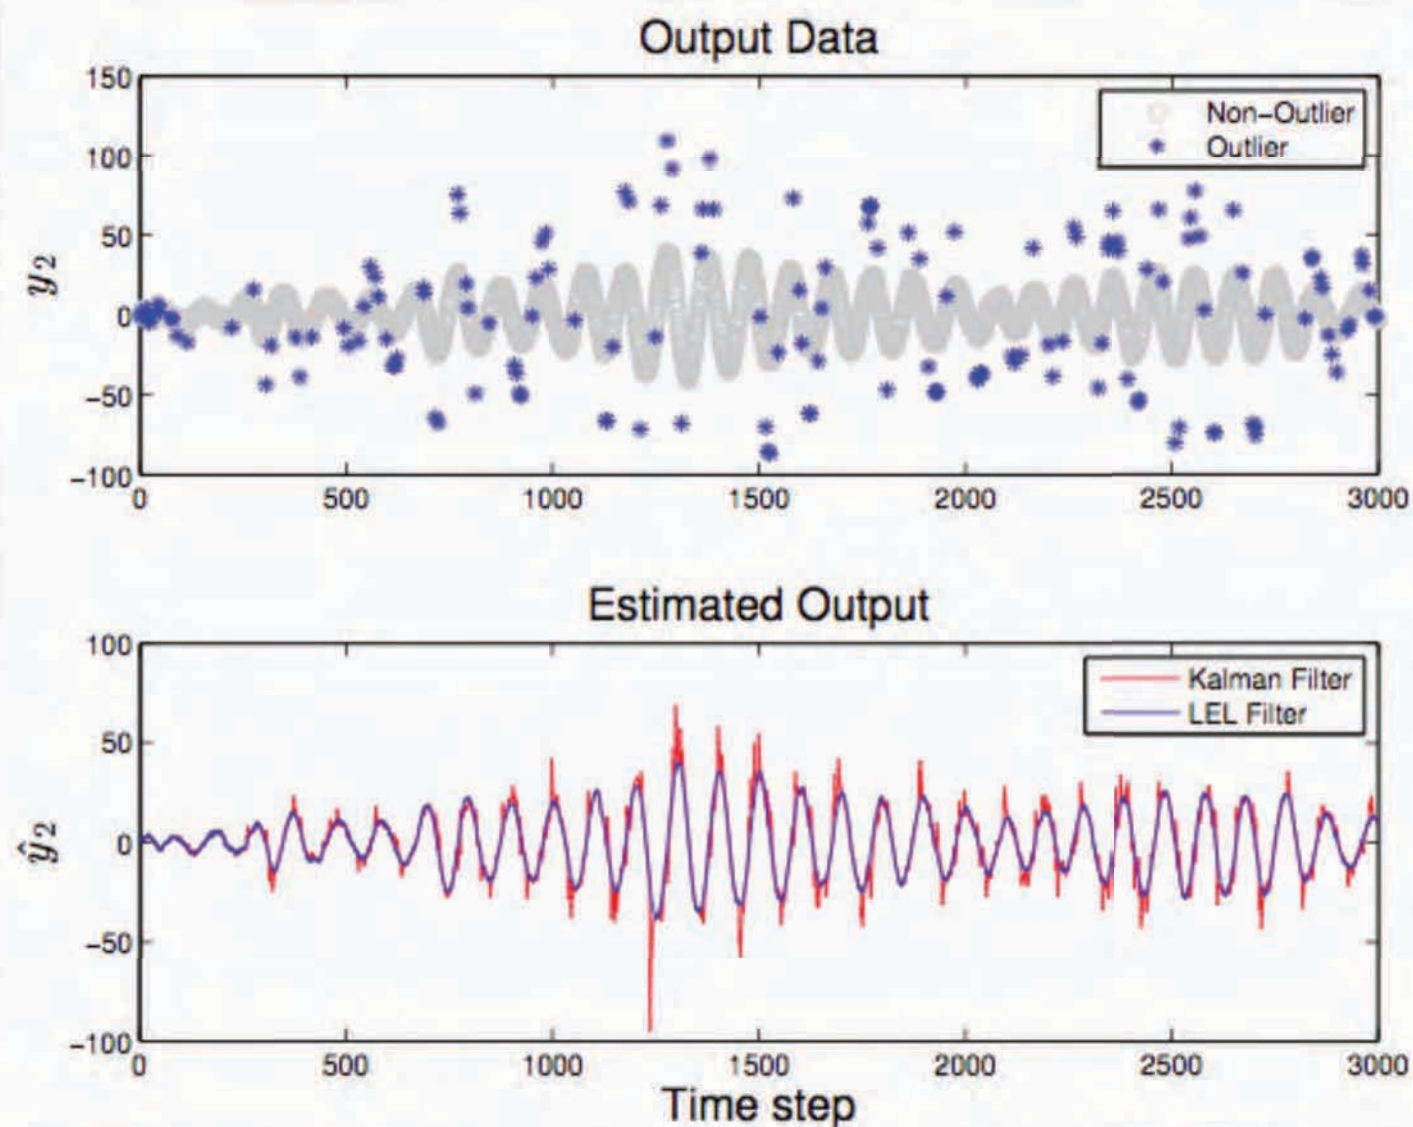 Output Data
150
100
50
0
−50
−100
y2
Non−Outlier
Outlier
0 500 1000 1500 2000 2500 3000
Estimated Output
100
50
0
−50
−100
ŷ2
Kalman Filter
LEL Filter
0 500 1000 1500 2000 2500 3000
Time step